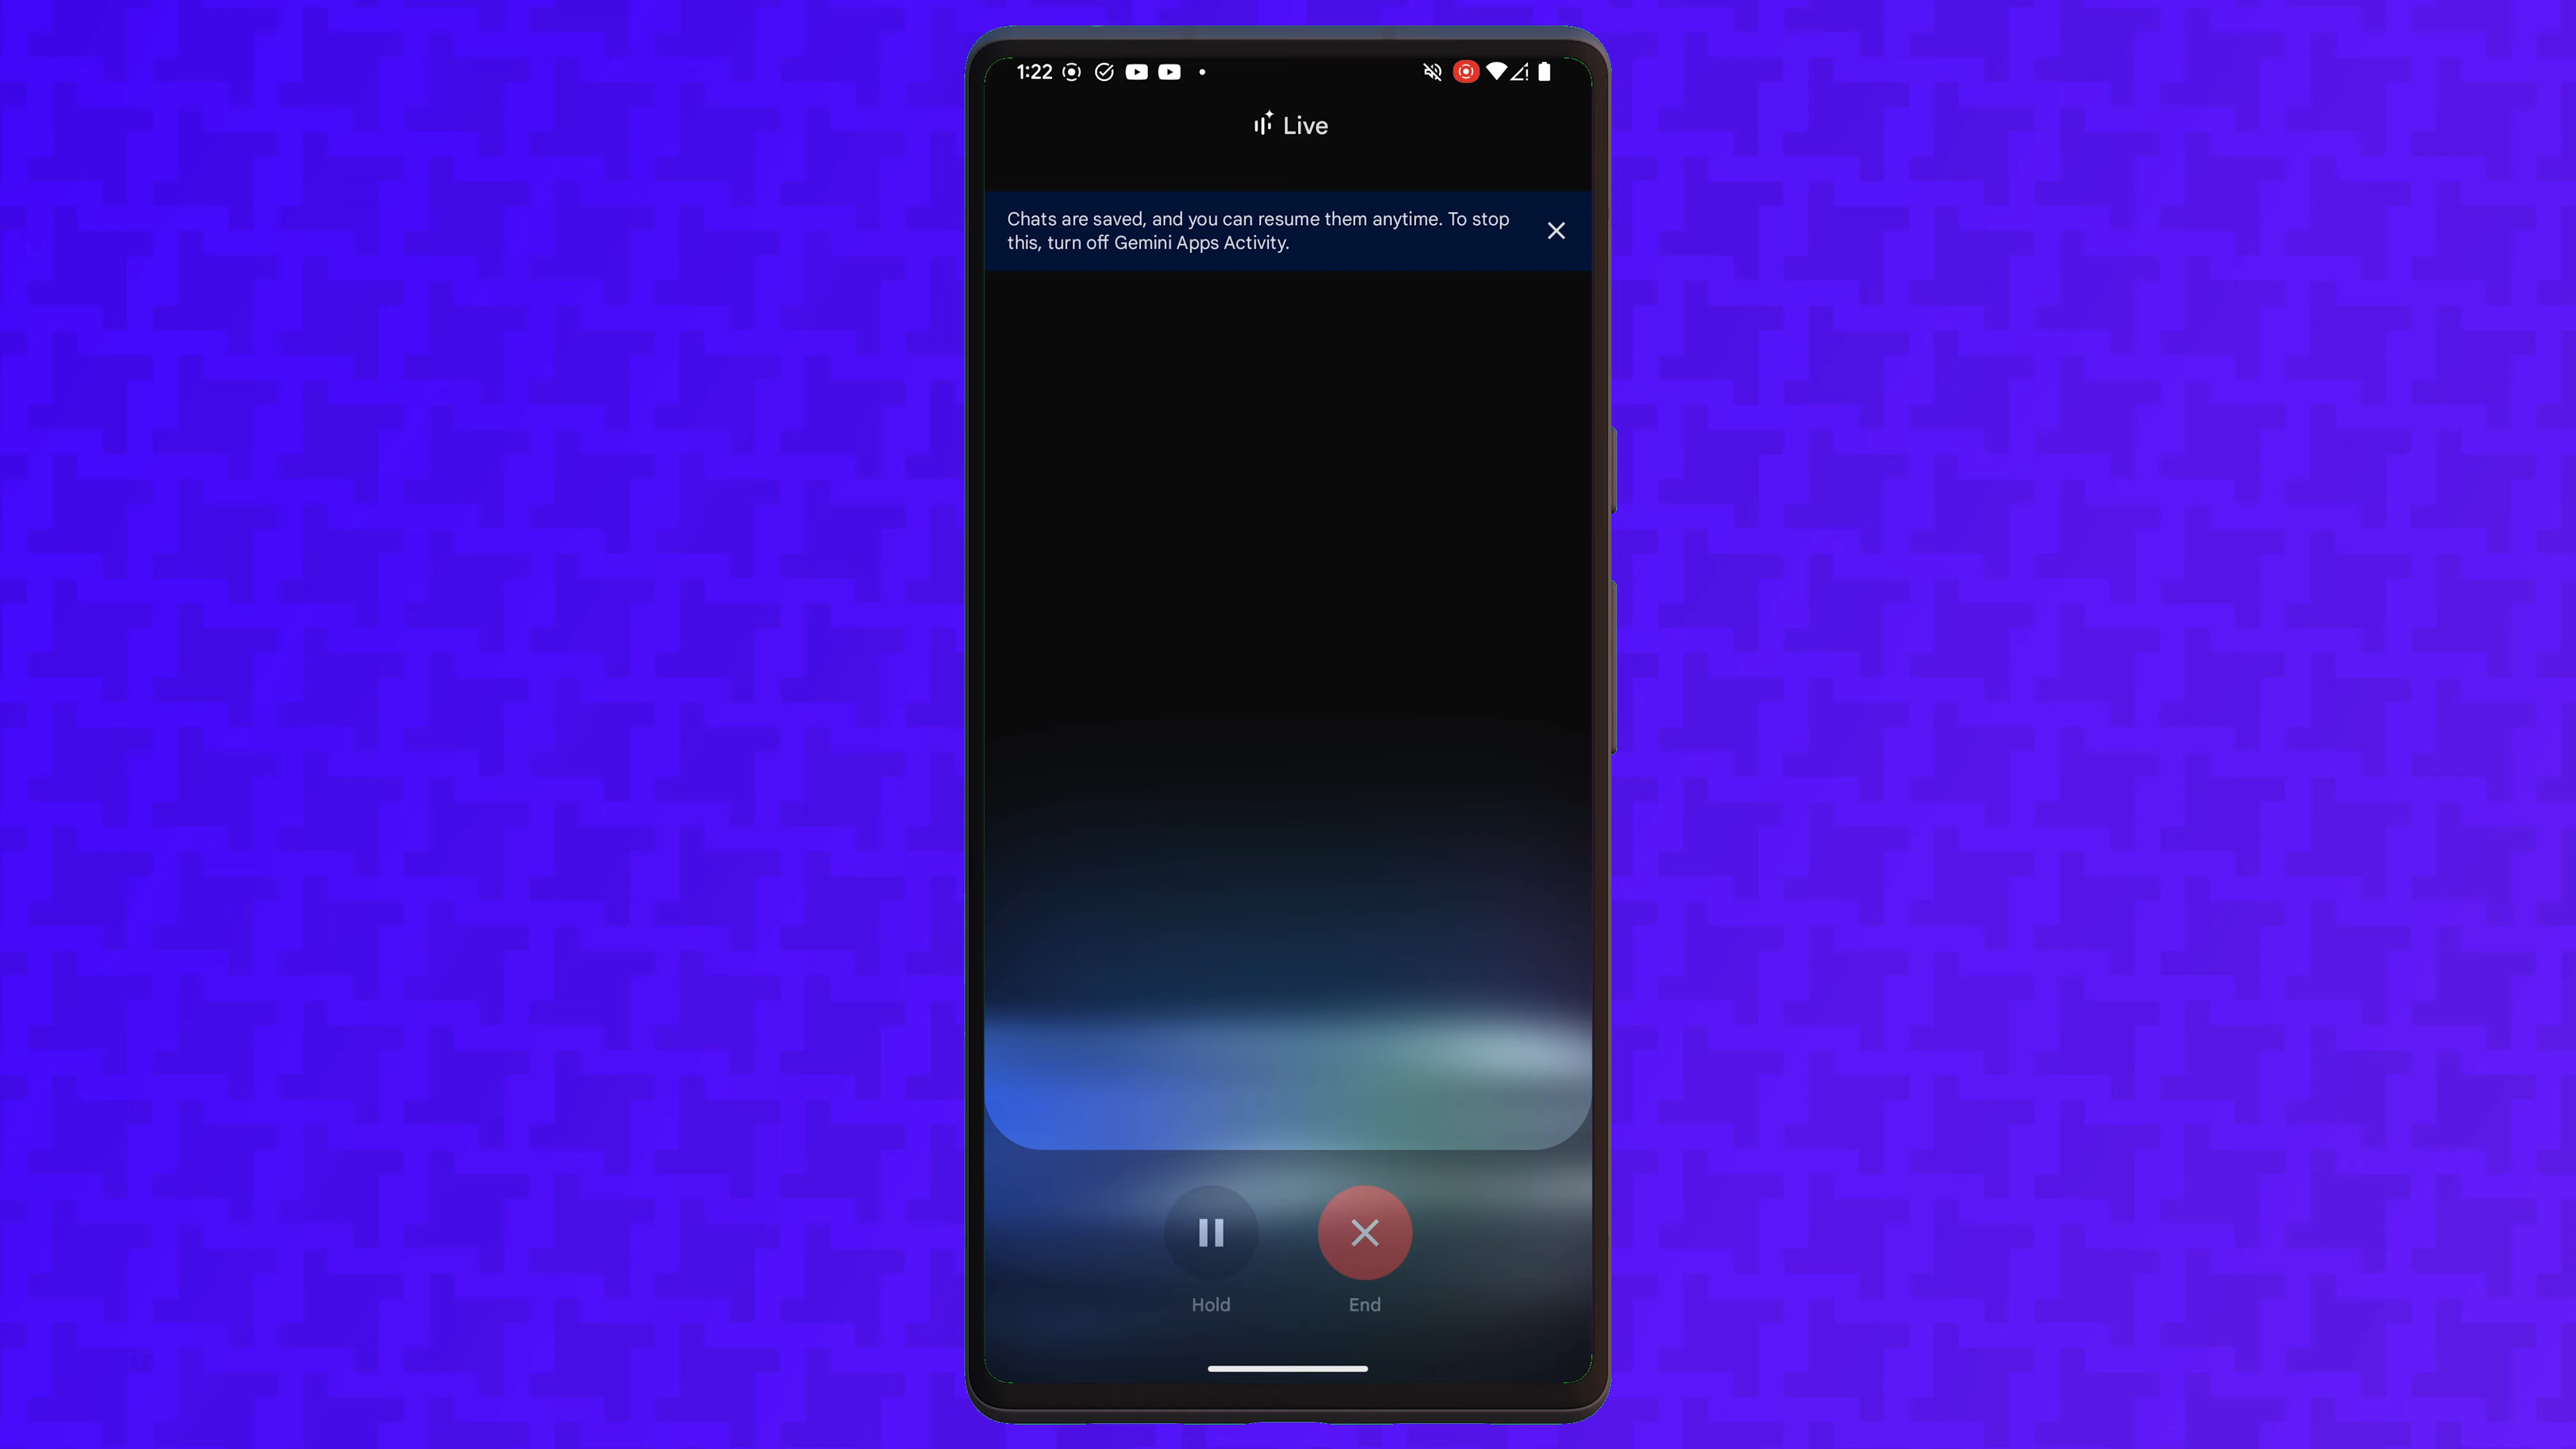 1:22
Live
Chats are saved, and you can resume them anytime. To stop
this, turn off Gemini Apps Activity.
Hold
End